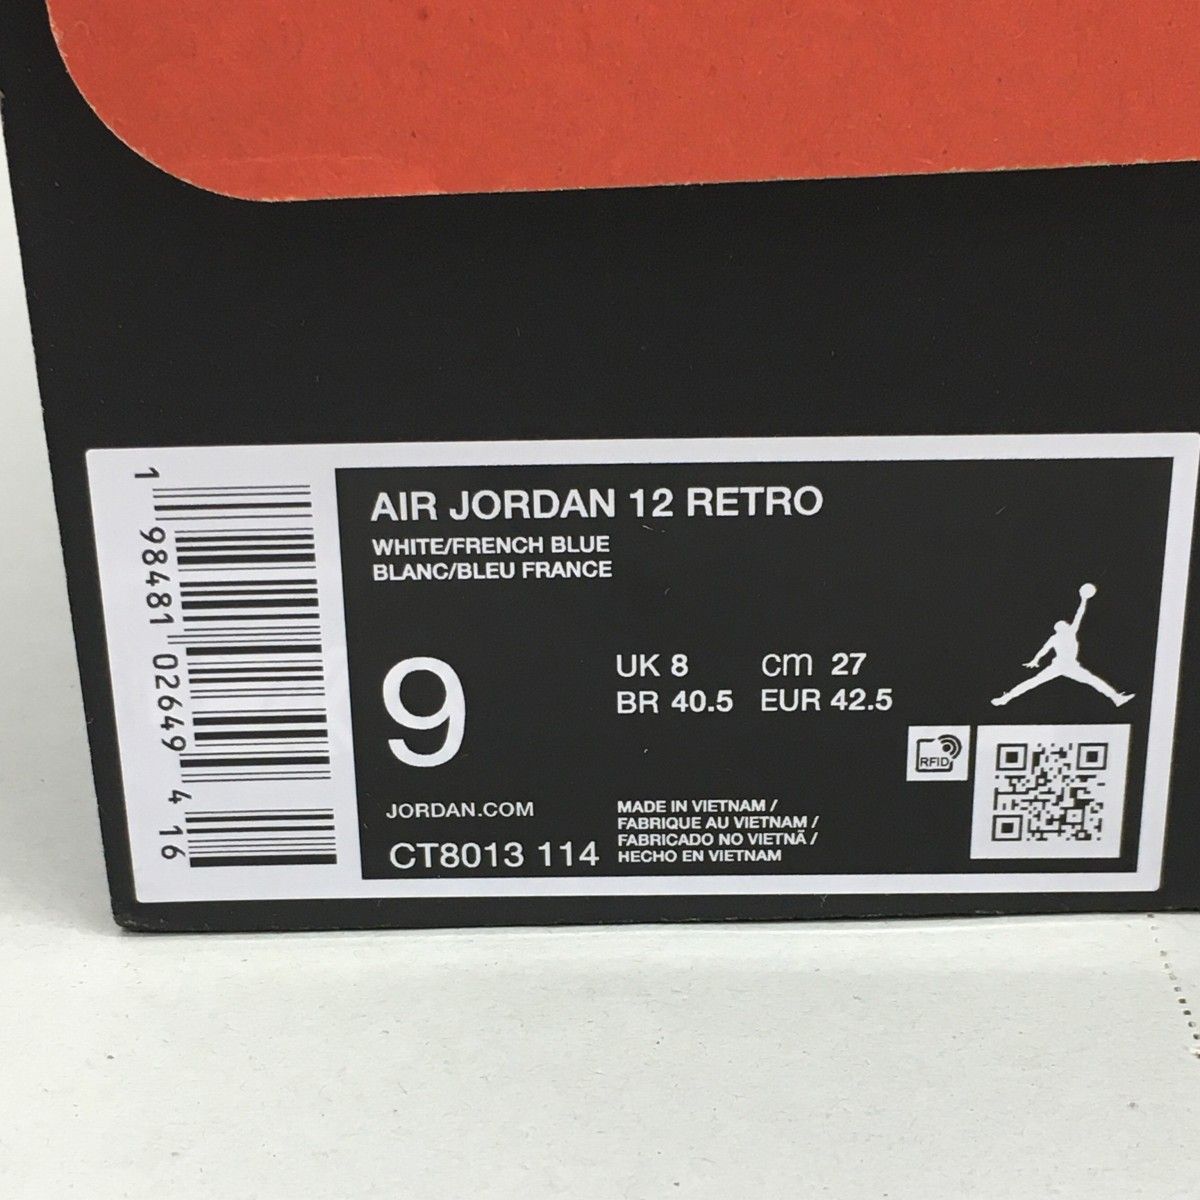 AIR JORDAN 12 RETRO
WHITE/FRENCH BLUE
BLANC/BLEU FRANCE
9
UK 8 cm 27
BR 40.5 EUR 42.5
RFID
JORDAN.COM
CT8013 114
MADE IN VIETNAM /
FABRIQUE AU VIETNAM /
FABRICADO NO VIETNÃ /
HECHO EN VIETNAM
1 98481 02649 4 16